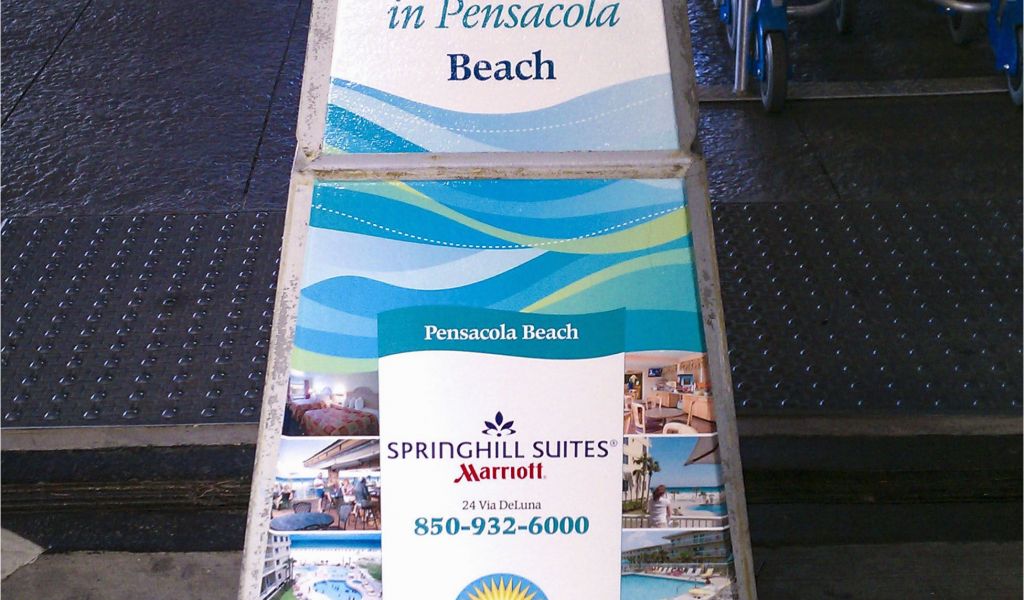 in Pensacola
Beach
Pensacola Beach
SPRINGHILL SUITES®
Marriott®
24 Via DeLuna
850-932-6000